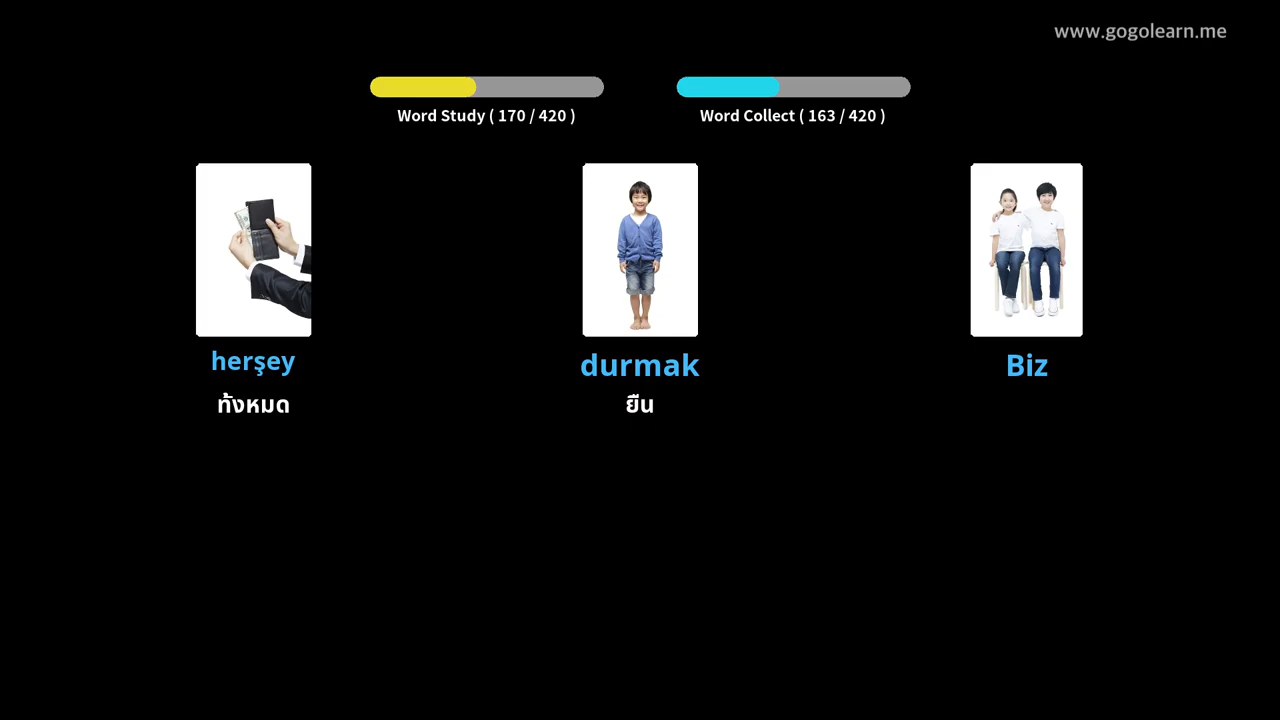 www.gogolearn.me
Word Study ( 170 / 420 )
Word Collect ( 163 / 420 )
herşey
ทั้งหมด
durmak
ยืน
Biz